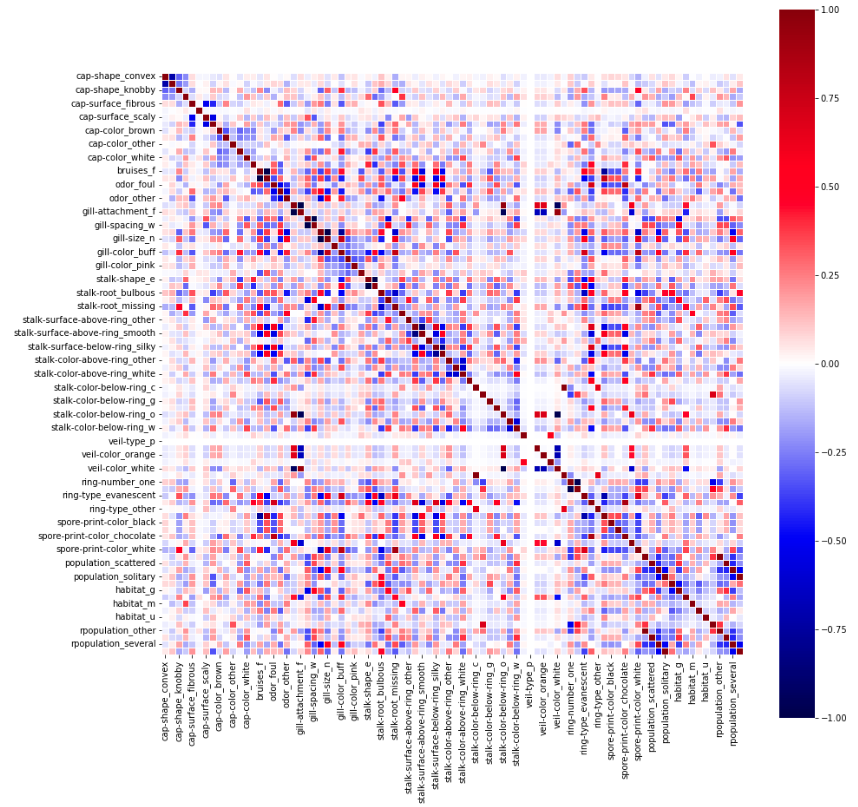 1.00
0.75
0.50
0.25
0.00
−0.25
−0.50
−0.75
−1.00
cap-shape_convex
cap-shape_knobby
cap-surface_fibrous
cap-surface_scaly
cap-color_brown
cap-color_other
cap-color_white
bruises_f
odor_foul
odor_other
gill-attachment_f
gill-spacing_w
gill-size_n
gill-color_buff
gill-color_pink
stalk-shape_e
stalk-root_bulbous
stalk-root_missing
stalk-surface-above-ring_other
stalk-surface-above-ring_smooth
stalk-surface-below-ring_silky
stalk-color-above-ring_other
stalk-color-above-ring_white
stalk-color-below-ring_c
stalk-color-below-ring_g
stalk-color-below-ring_o
stalk-color-below-ring_w
veil-type_p
veil-color_orange
veil-color_white
ring-number_one
ring-type_evanescent
ring-type_other
spore-print-color_black
spore-print-color_chocolate
spore-print-color_white
population_scattered
population_solitary
habitat_g
habitat_m
habitat_u
rpopulation_other
rpopulation_several
cap-shape_convex
cap-shape_knobby
cap-surface_fibrous
cap-surface_scaly
cap-color_brown
cap-color_other
cap-color_white
bruises_f
odor_foul
odor_other
gill-attachment_f
gill-spacing_w
gill-size_n
gill-color_buff
gill-color_pink
stalk-shape_e
stalk-root_bulbous
stalk-root_missing
stalk-surface-above-ring_other
stalk-surface-above-ring_smooth
stalk-surface-below-ring_silky
stalk-color-above-ring_other
stalk-color-above-ring_white
stalk-color-below-ring_c
stalk-color-below-ring_g
stalk-color-below-ring_o
stalk-color-below-ring_w
veil-type_p
veil-color_orange
veil-color_white
ring-number_one
ring-type_evanescent
ring-type_other
spore-print-color_black
spore-print-color_chocolate
spore-print-color_white
population_scattered
population_solitary
habitat_g
habitat_m
habitat_u
rpopulation_other
rpopulation_several